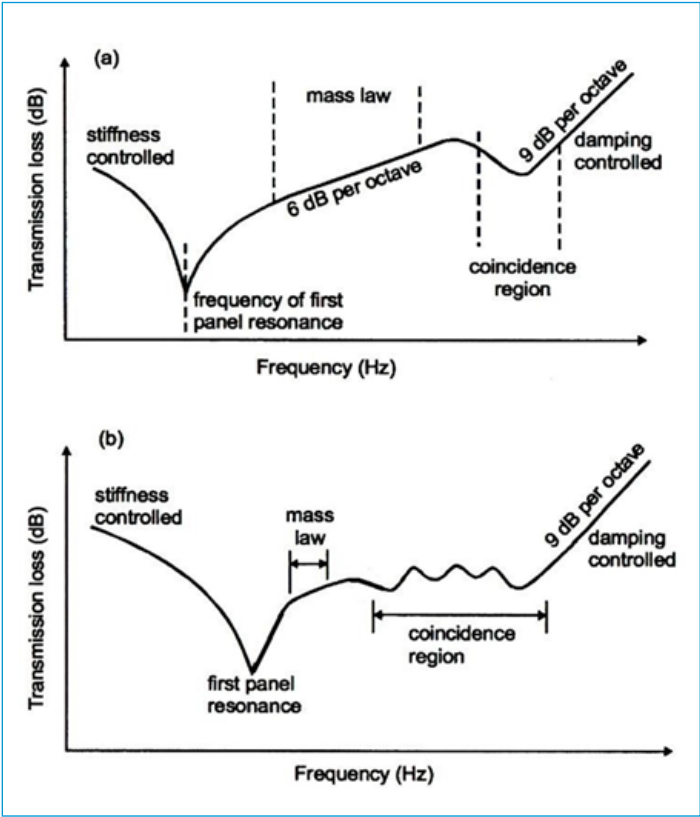 (a)
Transmission loss (dB)
stiffness
controlled
mass law
6 dB per octave
9 dB per octave
damping
controlled
coincidence
region
frequency of first
panel resonance
Frequency (Hz)
(b)
Transmission loss (dB)
stiffness
controlled
mass
law
9 dB per octave
damping
controlled
coincidence
region
first panel
resonance
Frequency (Hz)